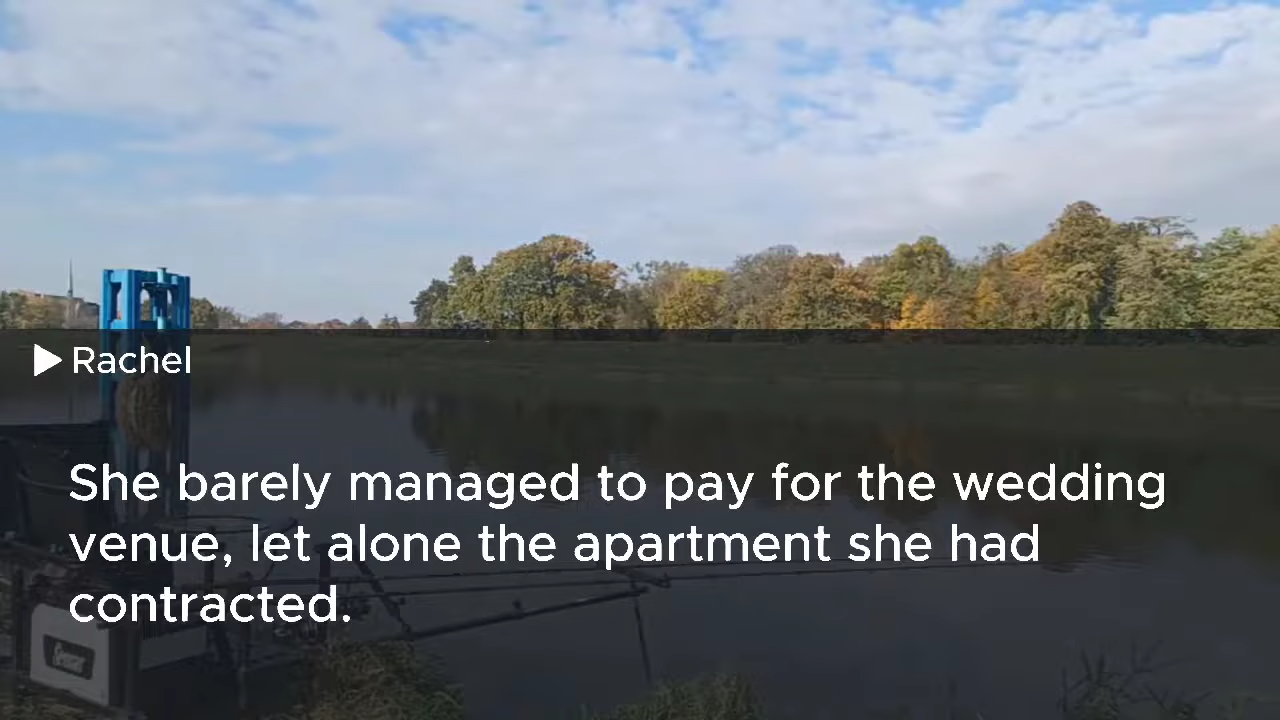 Rachel
She barely managed to pay for the wedding
venue, let alone the apartment she had
contracted.